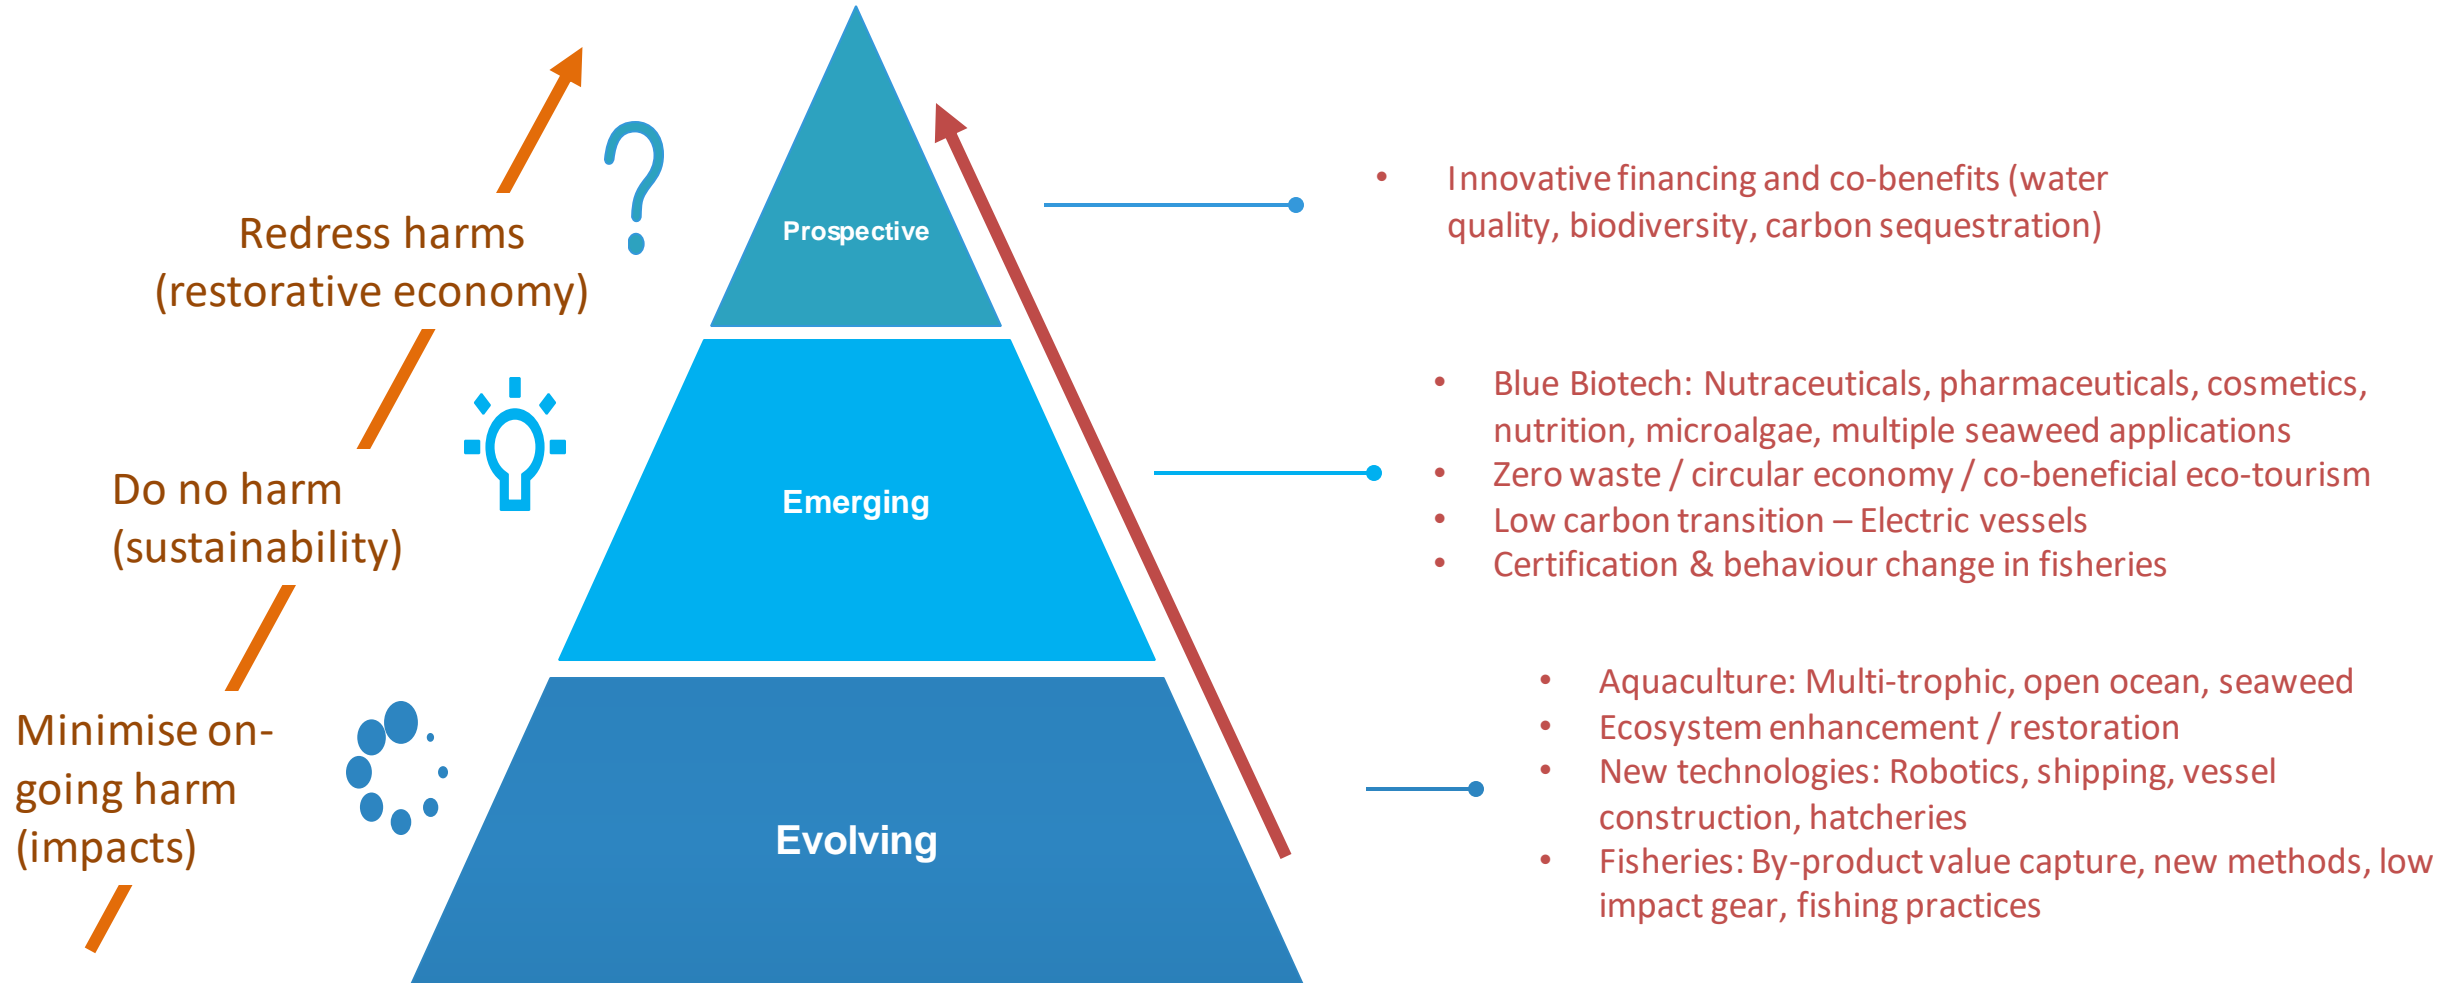 Redress harms
(restorative economy)
Do no harm
(sustainability)
Minimise on-
going harm
(impacts)
Prospective
Emerging
Evolving
• Innovative financing and co-benefits (water
quality, biodiversity, carbon sequestration)
• Blue Biotech: Nutraceuticals, pharmaceuticals, cosmetics,
nutrition, microalgae, multiple seaweed applications
• Zero waste / circular economy / co-beneficial eco-tourism
• Low carbon transition – Electric vessels
• Certification & behaviour change in fisheries
• Aquaculture: Multi-trophic, open ocean, seaweed
• Ecosystem enhancement / restoration
• New technologies: Robotics, shipping, vessel
construction, hatcheries
• Fisheries: By-product value capture, new methods, low
impact gear, fishing practices